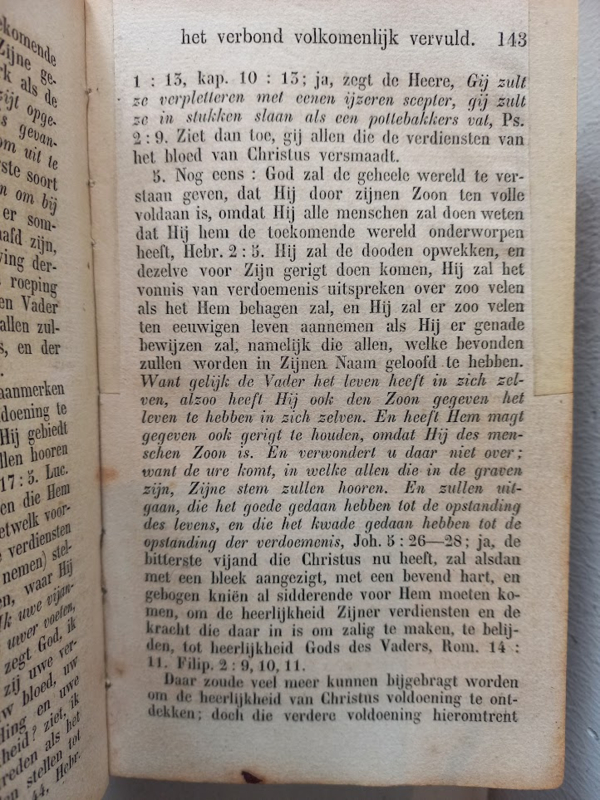 het verbond volkomenlijk vervuld. 143
1 : 13, kap. 10 : 13; ja, zegt de Heere, Gij zult
ze verpletteren met eenen ijzeren scepter, gij zult
ze in stukken slaan als een pottebakkers vat, Ps.
2 : 9. Ziet dan toe, gij allen die de verdiensten van
het bloed van Christus versmaadt.
5. Nog eens : God zal de geheele wereld te ver-
staan geven, dat Hij door zijnen Zoon ten volle
voldaan is, omdat Hij alle menschen zal doen weten
dat Hij hem de toekomende wereld onderworpen
heeft, Hebr. 2 : 5. Hij zal de dooden opwekken, en
dezelve voor Zijn gerigt doen komen, Hij zal het
vonnis van verdoemenis uitspreken over zoo velen
als het Hem behagen zal, en Hij zal er zoo velen
ten eeuwigen leven aannemen als Hij er genade
bewijzen zal, namelijk die allen, welke bevonden
zullen worden in Zijnen Naam geloofd te hebben.
Want gelijk de Vader het leven heeft in zich zel-
ven, alzoo heeft Hij ook den Zoon gegeven het
leven te hebben in zich zelven. En heeft Hem magt
gegeven ook gerigt te houden, omdat Hij des men-
schen Zoon is. En verwondert u daar niet over;
want de ure komt, in welke allen die in de graven
zijn, Zijne stem zullen hooren. En zullen uit-
gaan, die het goede gedaan hebben tot de opstanding
des levens, en die het kwade gedaan hebben tot de
opstanding der verdoemenis, Joh. 5 : 26—28; ja, de
bitterste vijand die Christus nu heeft, zal alsdan
met een bleek aangezigt, met een bevend hart, en
gebogen kniën al sidderende voor Hem moeten ko-
men, om de heerlijkheid Zijner verdiensten en de
kracht die daar in is om zalig te maken, te belij-
den, tot heerlijkheid Gods des Vaders, Rom. 14 :
11. Filip. 2 : 9, 10, 11.
Daar zoude veel meer kunnen bijgebragt worden
om de heerlijkheid van Christus voldoening te ont-
dekken; doch die verdere voldoening hieromtrent